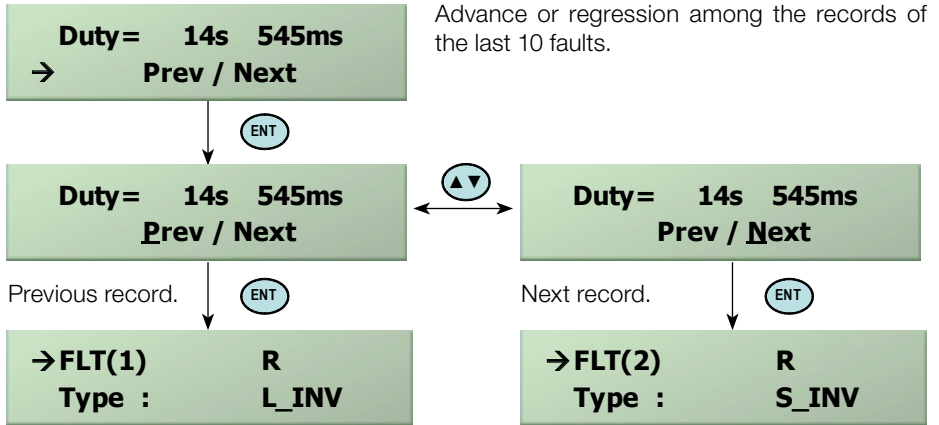 Duty= 14s 545ms
→ Prev / Next
Advance or regression among the records of
the last 10 faults.
ENT
Duty= 14s 545ms
Prev / Next
▲▼
Duty= 14s 545ms
Prev / Next
Previous record.
ENT
Next record.
ENT
→FLT(1) R
Type : L_INV
→FLT(2) R
Type : S_INV